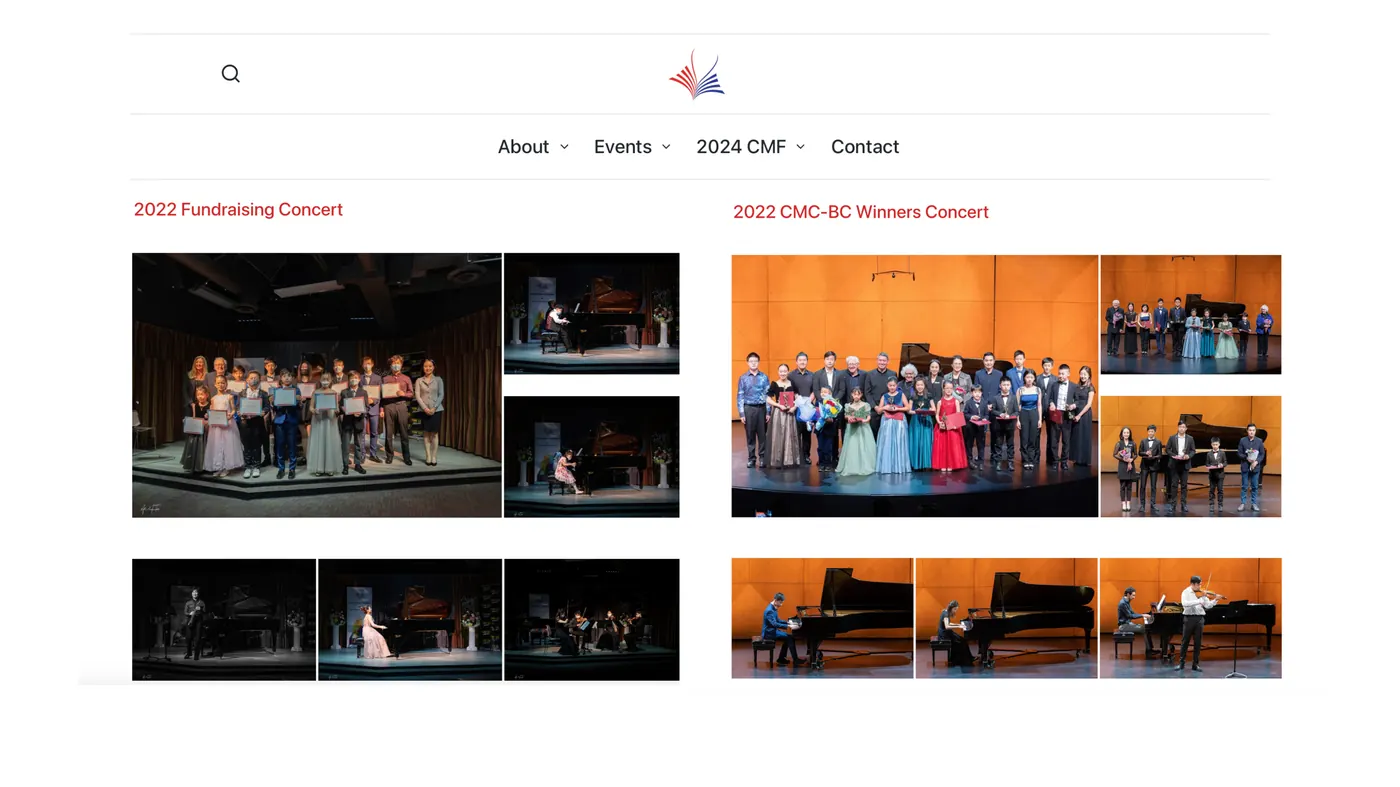 About
Events
2024 CMF
Contact
2022 Fundraising Concert
2022 CMC-BC Winners Concert